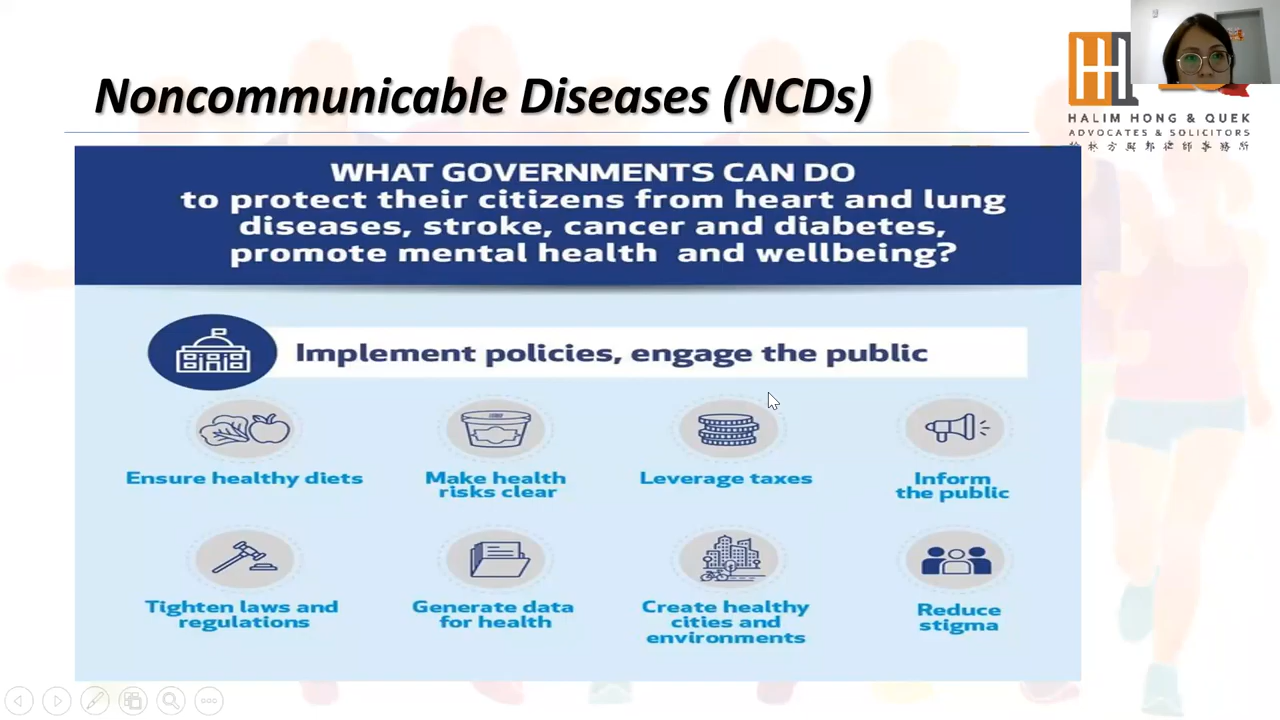 Noncommunicable Diseases (NCDs)
HALIM HONG & QUEK
ADVOCATES & SOLICITORS
WHAT GOVERNMENTS CAN DO
to protect their citizens from heart and lung
diseases, stroke, cancer and diabetes,
promote mental health and wellbeing?
Implement policies, engage the public
Ensure healthy diets
Make health
risks clear
Leverage taxes
Inform
the public
Tighten laws and
regulations
Generate data
for health
Create healthy
cities and
environments
Reduce
stigma